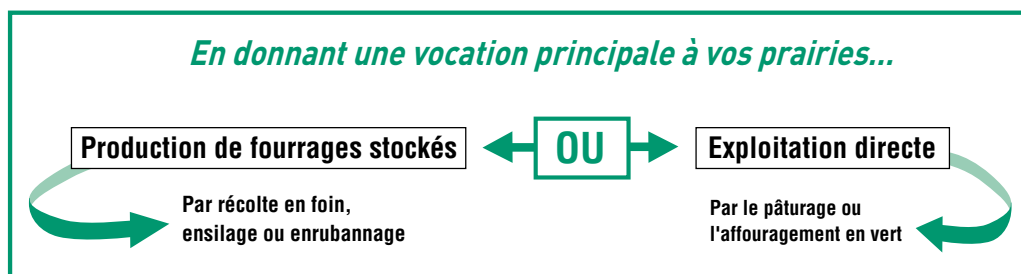 En donnant une vocation principale à vos prairies...
Production de fourrages stockés
OU
Exploitation directe
Par récolte en foin,
ensilage ou enrubannage
Par le pâturage ou
l'affouragement en vert